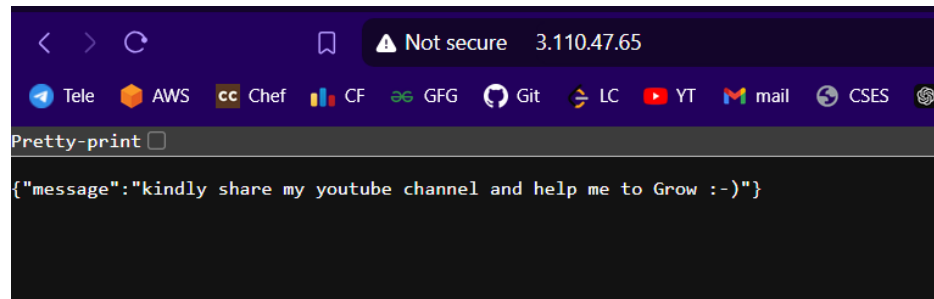 Not secure 3.110.47.65
Tele AWS cc Chef CF GFG Git LC YT mail CSES
Pretty-print
{"message":"kindly share my youtube channel and help me to Grow :-)"}